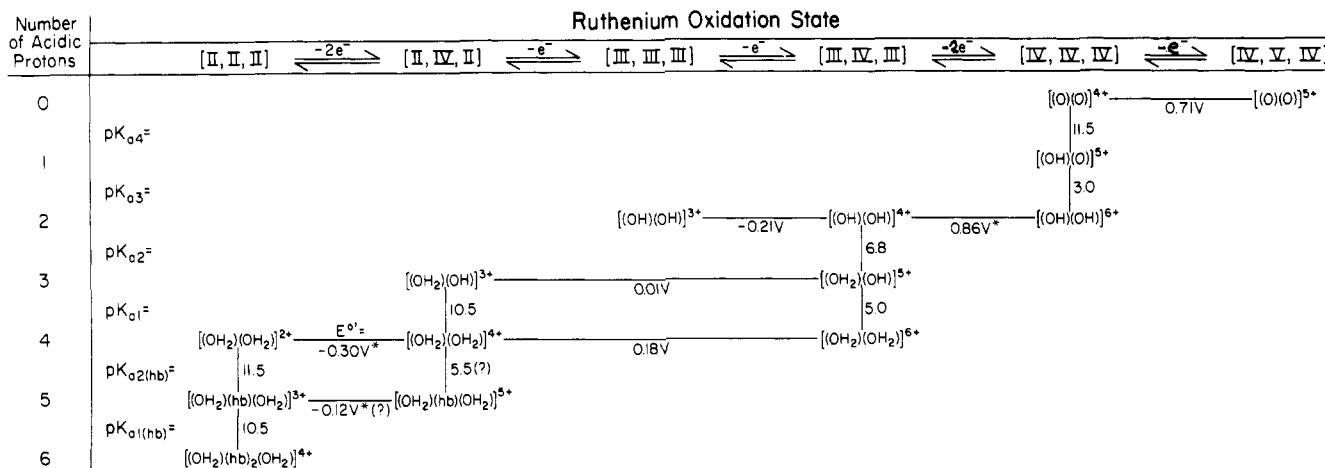 Ruthenium Oxidation State
Number of Acidic Protons
[II, II, II] -2e⁻ [II, IV, II] -e⁻ [III, III, III] -e⁻ [III, IV, III] -2e⁻ [IV, IV, IV] -e⁻ [IV, V, IV]
0 [(O)(O)]⁴⁺ 0.71V [(O)(O)]⁵⁺
pKₐ₄= 11.5
1 [(OH)(O)]⁵⁺
pKₐ₃= 3.0
2 [(OH)(OH)]³⁺ -0.21V [(OH)(OH)]⁴⁺ 0.86V* [(OH)(OH)]⁶⁺
pKₐ₂= 6.8
3 [(OH₂)(OH)]³⁺ 0.01V [(OH₂)(OH)]⁵⁺
pKₐ₁= 10.5 5.0
4 [(OH₂)(OH₂)]²⁺ E°'= -0.30V* [(OH₂)(OH₂)]⁴⁺ 0.18V [(OH₂)(OH₂)]⁶⁺
pKₐ₂(hb)= 11.5 5.5(?)
5 [(OH₂)(hb)(OH₂)]³⁺ -0.12V*(?) [(OH₂)(hb)(OH₂)]⁵⁺
pKₐ₁(hb)= 10.5
6 [(OH₂)(hb)₂(OH₂)]⁴⁺